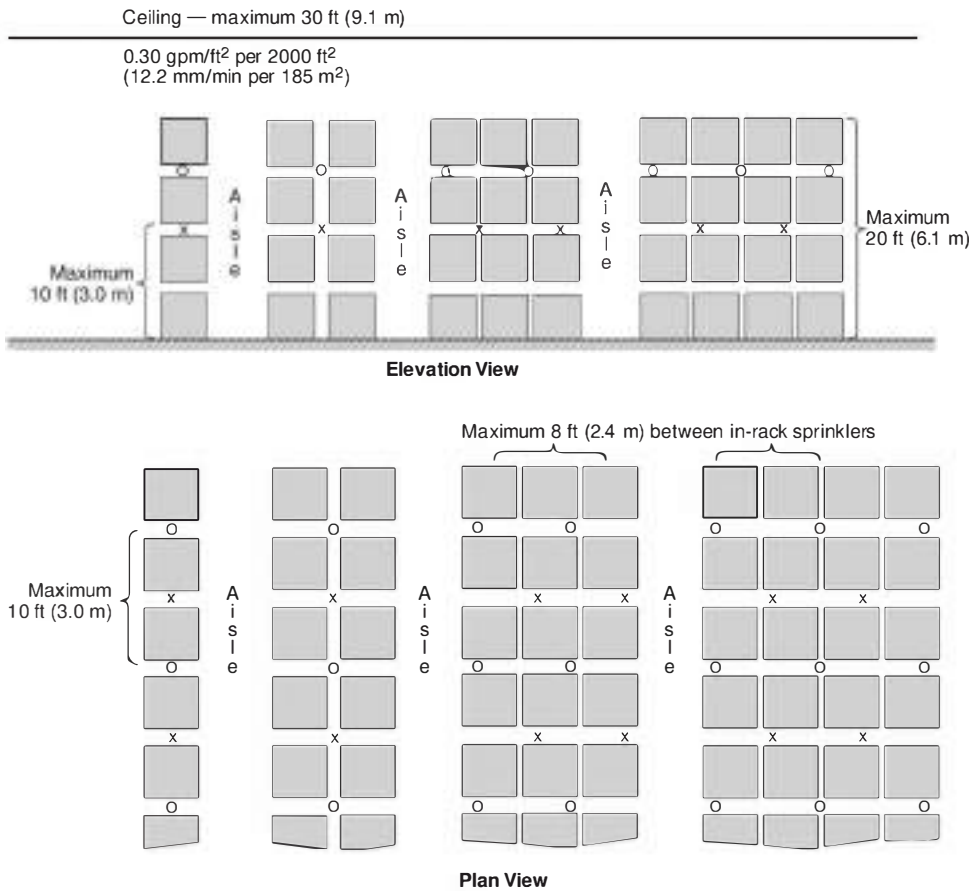 Ceiling — maximum 30 ft (9.1 m)
0.30 gpm/ft² per 2000 ft²
(12.2 mm/min per 185 m²)
Aisle
Aisle
Aisle
O
O
O
O
O
O
O
x
x
x
x
x
x
Maximum
10 ft (3.0 m)
Maximum
20 ft (6.1 m)
Elevation View
Maximum 8 ft (2.4 m) between in-rack sprinklers
O
O
O
O
O
O
O
Maximum
10 ft (3.0 m)
Aisle
Aisle
Aisle
x
x
x
x
x
x
O
O
O
O
O
O
O
x
x
x
x
x
x
O
O
O
O
O
O
O
O
Plan View